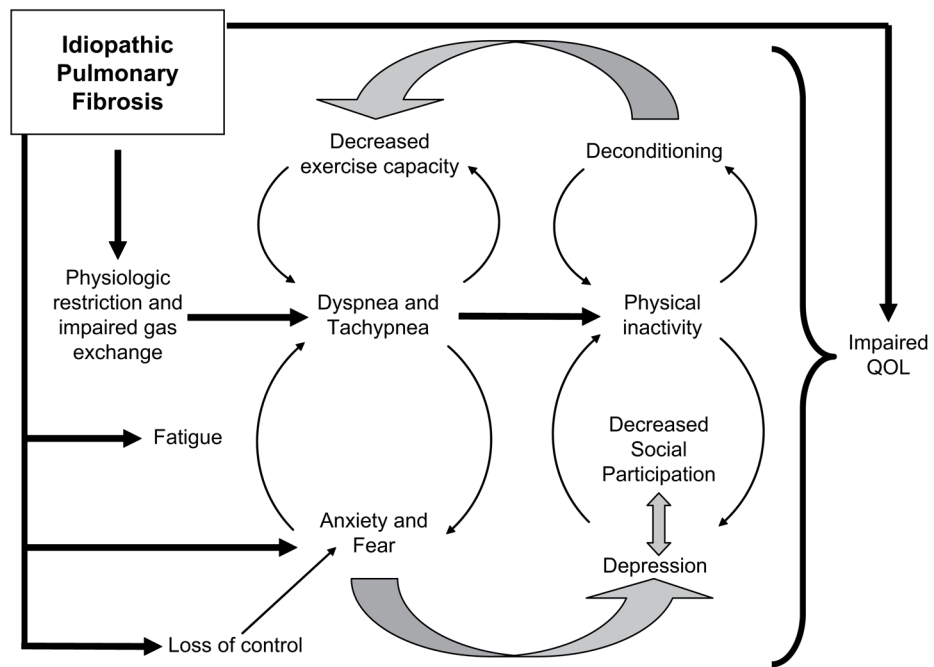 Idiopathic
Pulmonary
Fibrosis
Decreased
exercise capacity
Deconditioning
Physiologic
restriction and
impaired gas
exchange
Dyspnea and
Tachypnea
Physical
inactivity
Impaired
QOL
Fatigue
Decreased
Social
Participation
Anxiety and
Fear
Depression
Loss of control